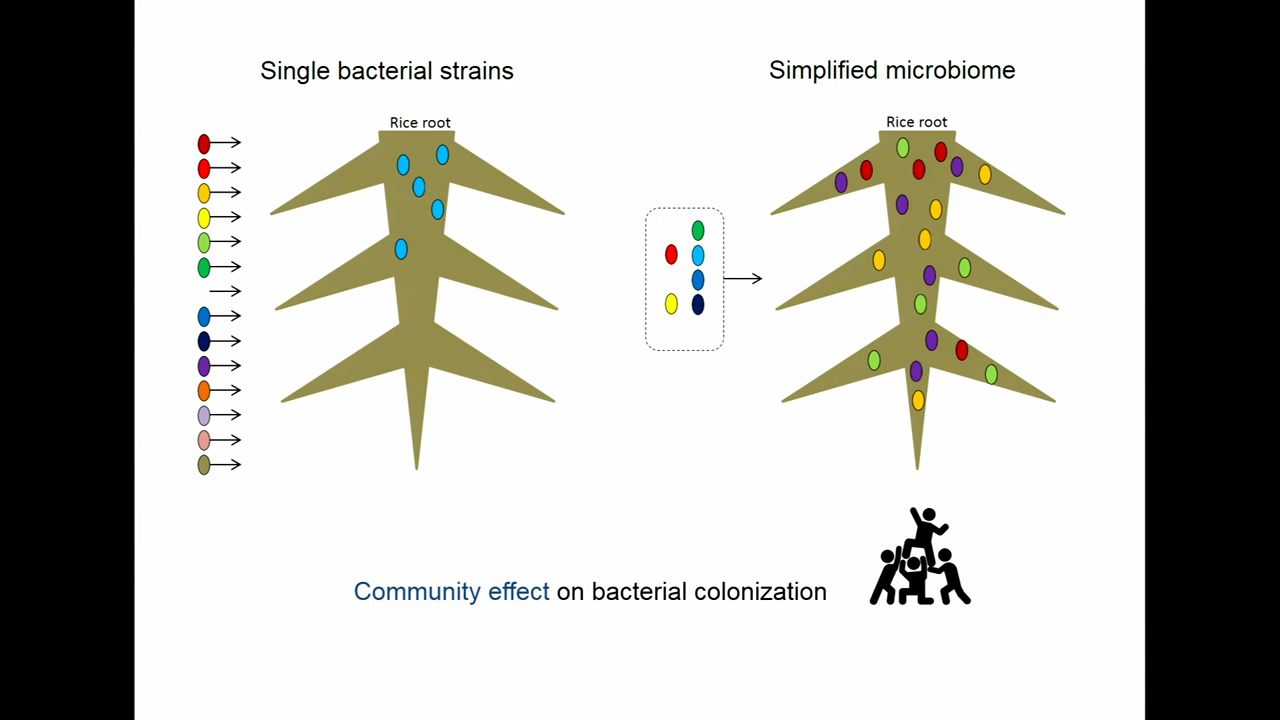 Single bacterial strains
Simplified microbiome
Rice root
Rice root
Community effect on bacterial colonization